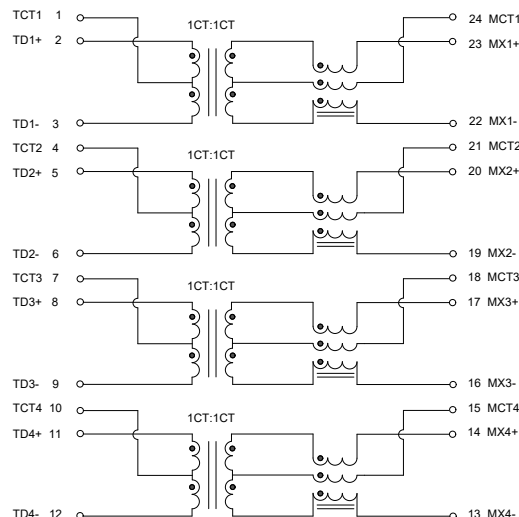 TCT1 1
1CT:1CT
24 MCT1
TD1+ 2
23 MX1+
TD1- 3
22 MX1-
TCT2 4
1CT:1CT
21 MCT2
TD2+ 5
20 MX2+
TD2- 6
19 MX2-
TCT3 7
1CT:1CT
18 MCT3
TD3+ 8
17 MX3+
TD3- 9
16 MX3-
TCT4 10
1CT:1CT
15 MCT4
TD4+ 11
14 MX4+
TD4- 12
13 MX4-